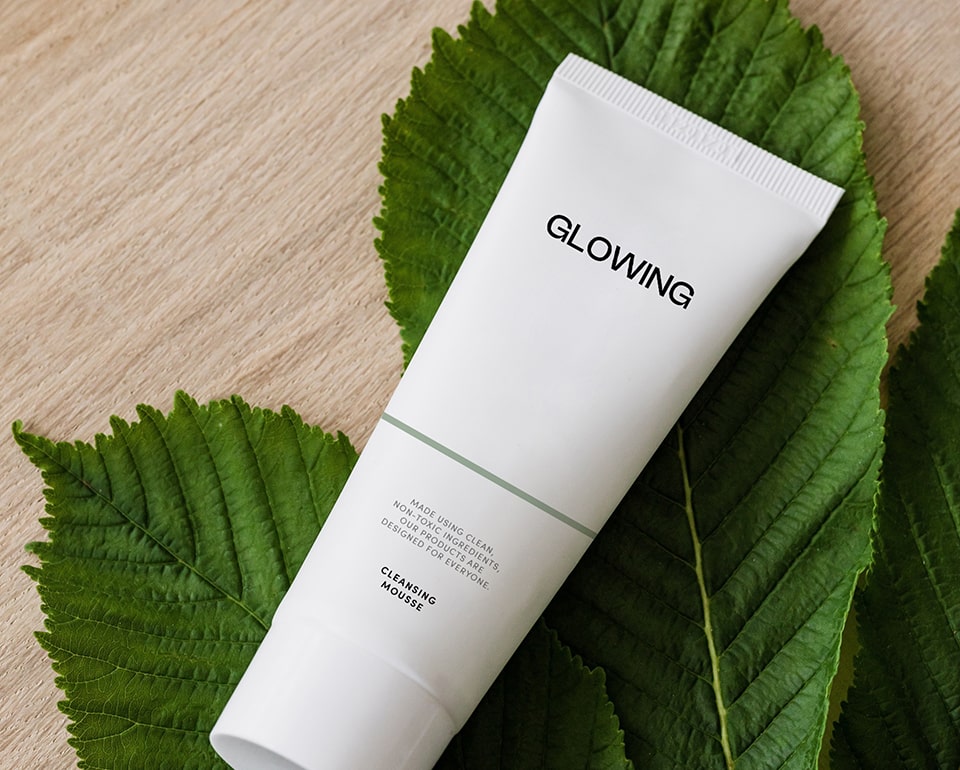 GLOWING
MADE USING CLEAN,
NON-TOXIC INGREDIENTS,
OUR PRODUCTS ARE
DESIGNED FOR EVERYONE.
CLEANSING
MOUSSE